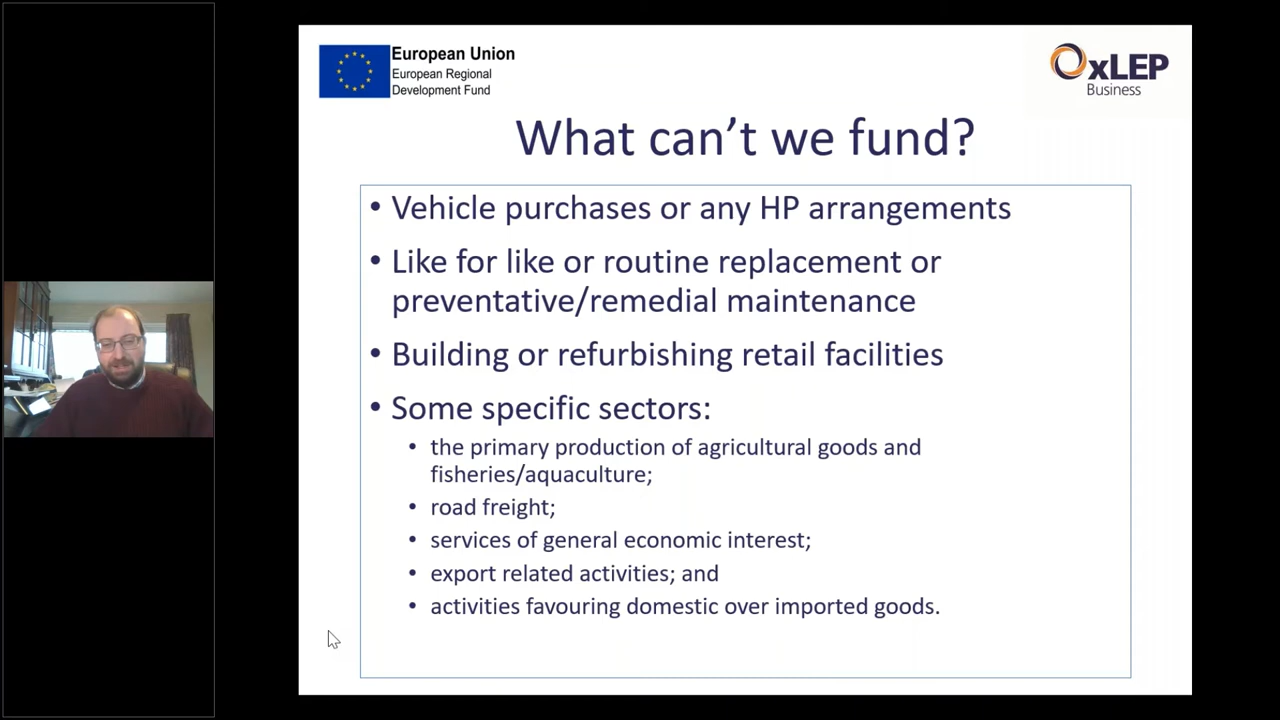 European Union
European Regional
Development Fund
OxLEP
Business
What can’t we fund?
• Vehicle purchases or any HP arrangements
• Like for like or routine replacement or
preventative/remedial maintenance
• Building or refurbishing retail facilities
• Some specific sectors:
• the primary production of agricultural goods and
fisheries/aquaculture;
• road freight;
• services of general economic interest;
• export related activities; and
• activities favouring domestic over imported goods.